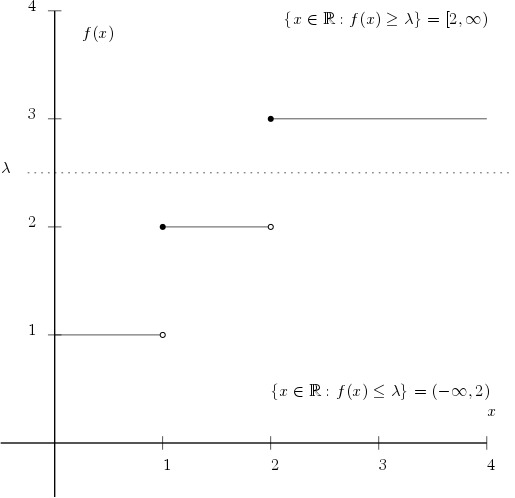 4
f(x)
{x ∈ ℝ : f(x) ≥ λ} = [2, ∞)
3
λ
2
1
{x ∈ ℝ : f(x) ≤ λ} = (−∞, 2)
x
1 2 3 4